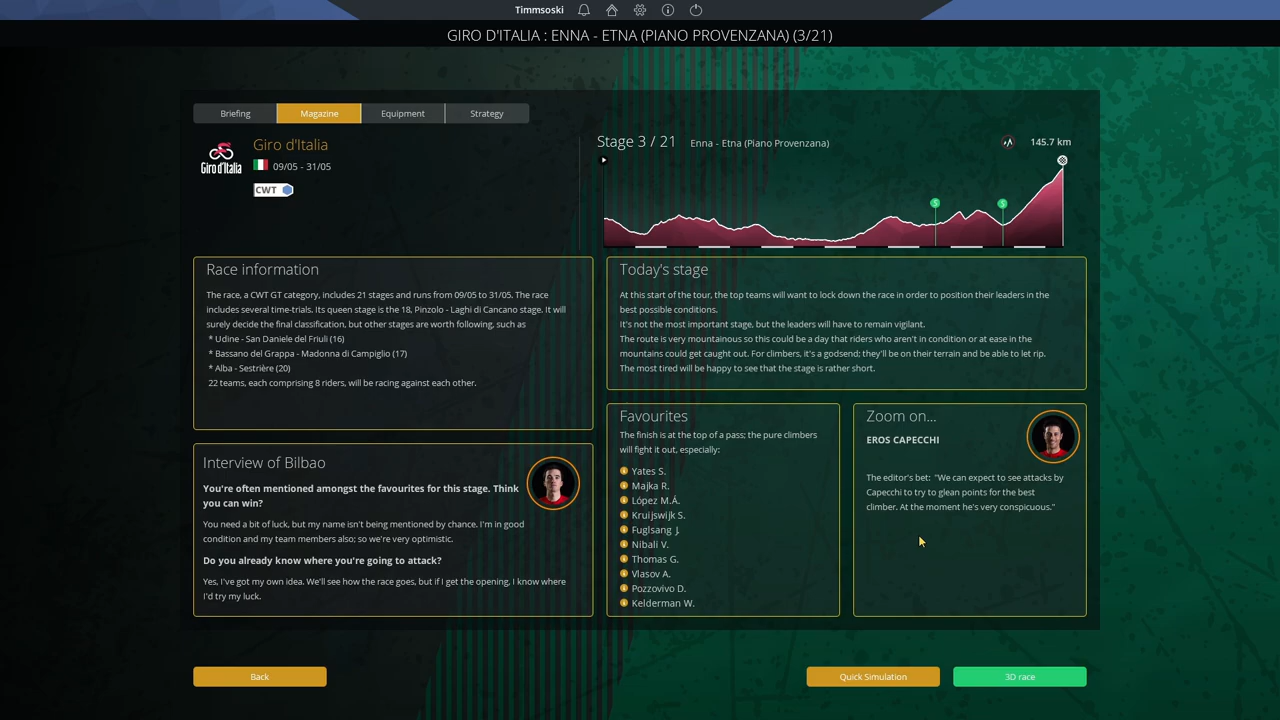 Timmsoski
GIRO D'ITALIA : ENNA - ETNA (PIANO PROVENZANA) (3/21)
Briefing
Magazine
Equipment
Strategy
Giro d'Italia
Giro d'Italia
09/05 - 31/05
CWT
Stage 3 / 21
Enna - Etna (Piano Provenzana)
145.7 km
S
S
Race information
The race, a CWT GT category, includes 21 stages and runs from 09/05 to 31/05. The race
includes several time-trials. Its queen stage is the 18, Pinzolo - Laghi di Cancano stage. It will
surely decide the final classification, but other stages are worth following, such as
* Udine - San Daniele del Friuli (16)
* Bassano del Grappa - Madonna di Campiglio (17)
* Alba - Sestrière (20)
22 teams, each comprising 8 riders, will be racing against each other.
Today's stage
At this start of the tour, the top teams will want to lock down the race in order to position their leaders in the
best possible conditions.
It's not the most important stage, but the leaders will have to remain vigilant.
The route is very mountainous so this could be a day that riders who aren't in condition or at ease in the
mountains could get caught out. For climbers, it's a godsend; they'll be on their terrain and be able to let rip.
The most tired will be happy to see that the stage is rather short.
Interview of Bilbao
You're often mentioned amongst the favourites for this stage. Think
you can win?
You need a bit of luck, but my name isn't being mentioned by chance. I'm in good
condition and my team members also; so we're very optimistic.
Do you already know where you're going to attack?
Yes, I've got my own idea. We'll see how the race goes, but if I get the opening, I know where
I'd try my luck.
Favourites
The finish is at the top of a pass; the pure climbers
will fight it out, especially:
Yates S.
Majka R.
López M.Á.
Kruijswijk S.
Fuglsang J.
Nibali V.
Thomas G.
Vlasov A.
Pozzovivo D.
Kelderman W.
Zoom on...
EROS CAPECCHI
The editor's bet: "We can expect to see attacks by
Capecchi to try to glean points for the best
climber. At the moment he's very conspicuous."
Back
Quick Simulation
3D race